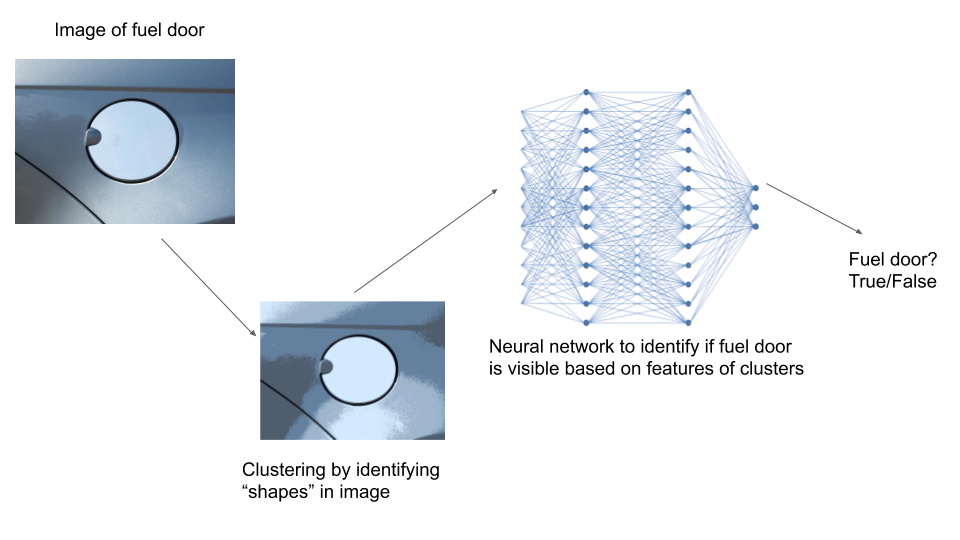 Image of fuel door
Clustering by identifying
“shapes” in image
Neural network to identify if fuel door
is visible based on features of clusters
Fuel door?
True/False